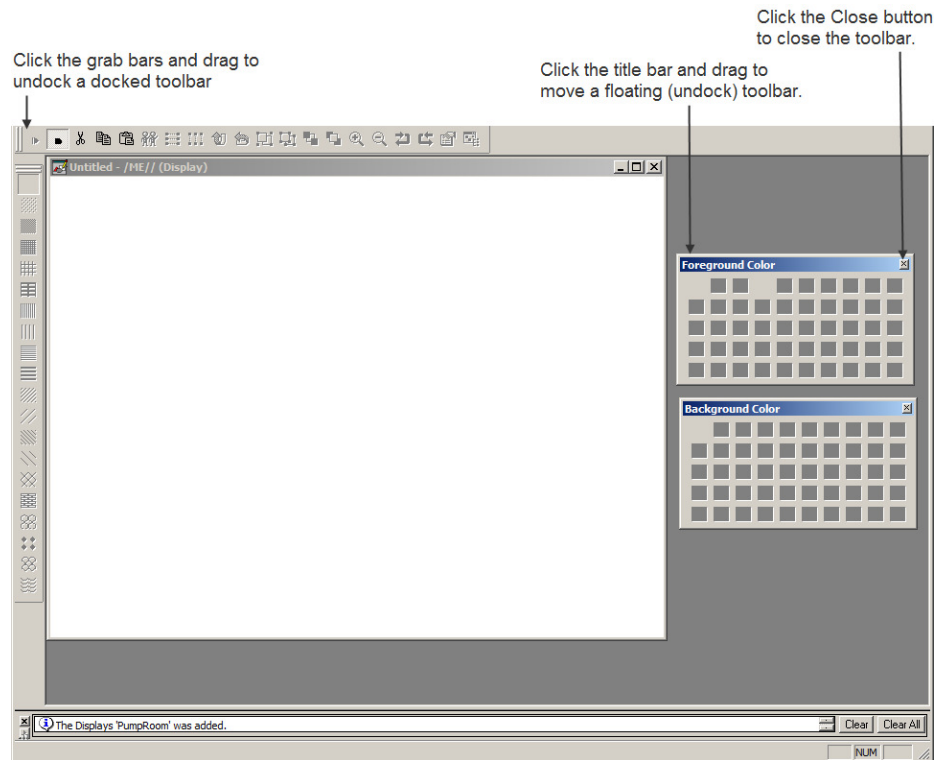 Click the Close button
to close the toolbar.
Click the grab bars and drag to
undock a docked toolbar
Click the title bar and drag to
move a floating (undock) toolbar.
Untitled - /ME// (Display)
Foreground Color
Background Color
The Displays 'PumpRoom' was added.
Clear
Clear All
NUM